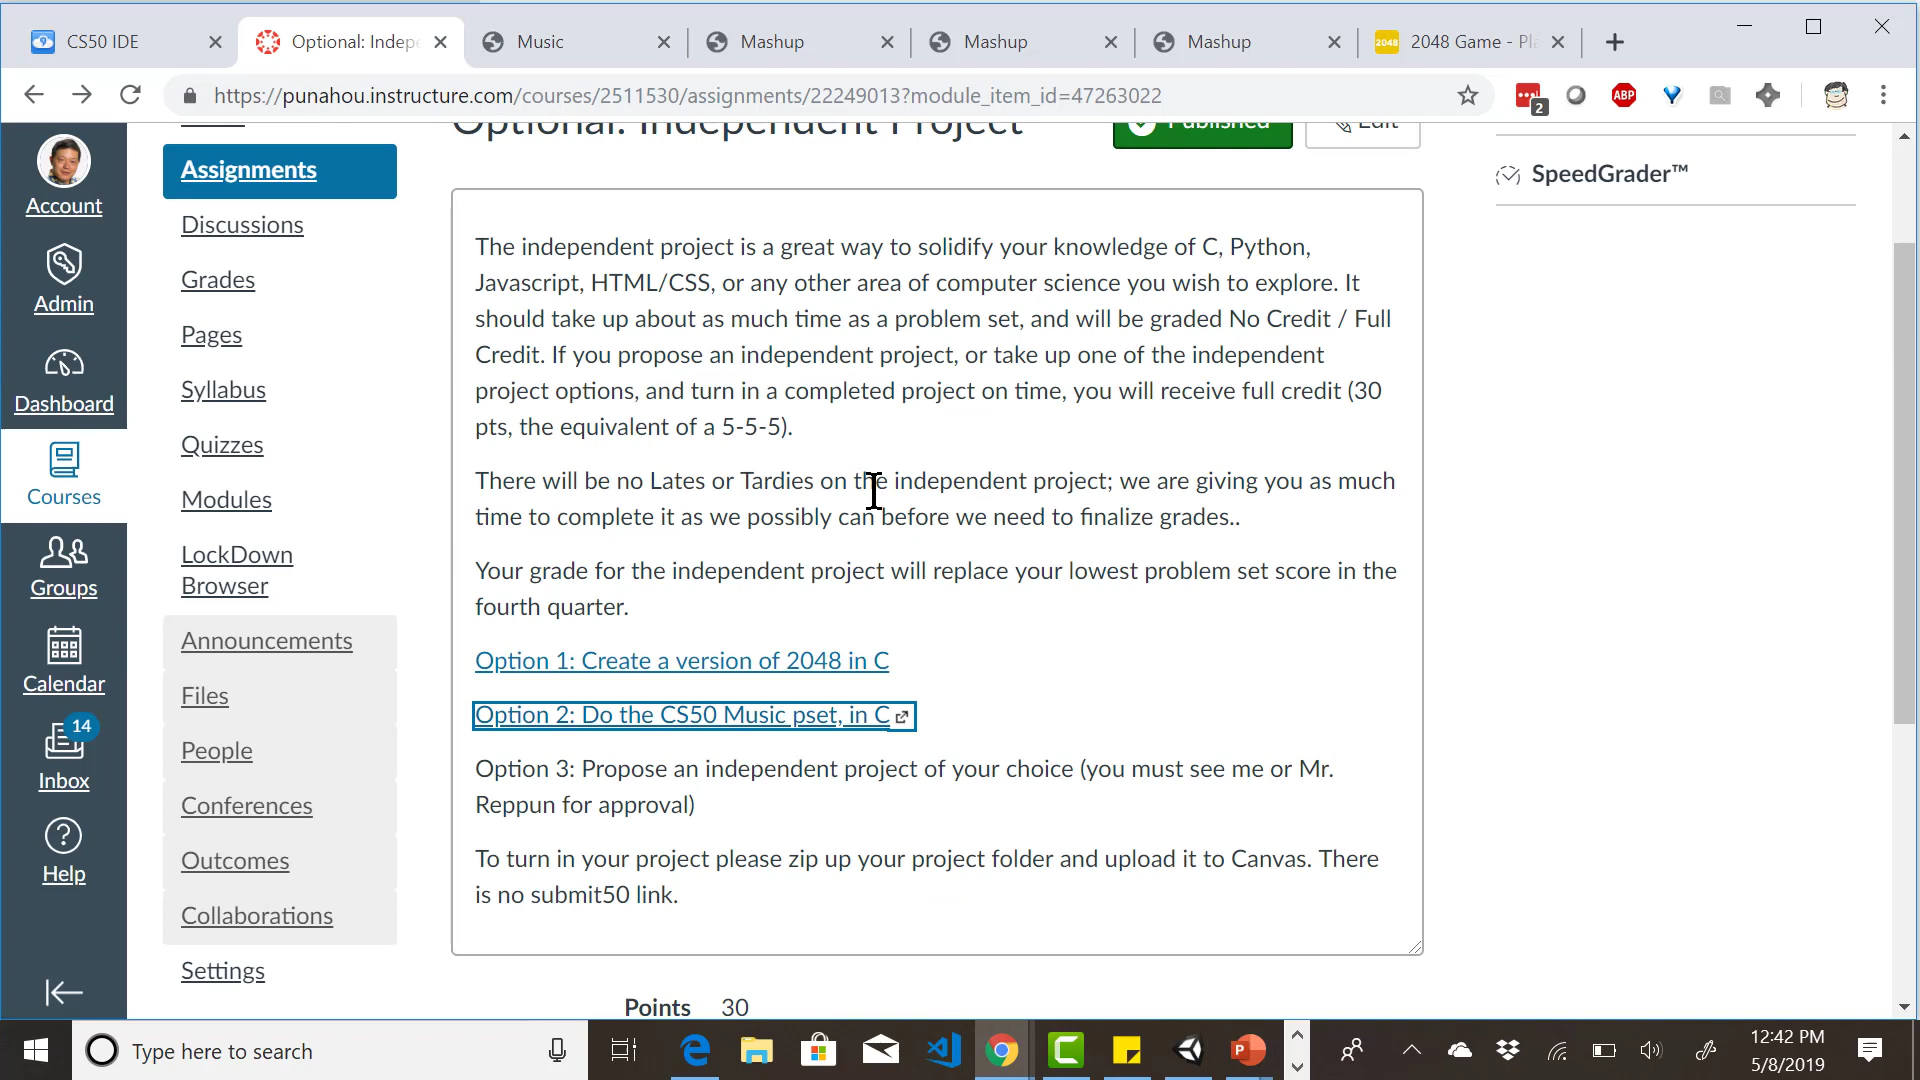 CS50 IDE
Optional: Indepe
Music
Mashup
Mashup
Mashup
2048
2048 Game - Pla
https://punahou.instructure.com/courses/2511530/assignments/22249013?module_item_id=47263022
2
ABP
Account
Admin
Dashboard
Courses
Groups
Calendar
14
Inbox
Help
Assignments
Discussions
Grades
Pages
Syllabus
Quizzes
Modules
LockDown
Browser
Announcements
Files
People
Conferences
Outcomes
Collaborations
Settings
Optional: Independent Project
Published
Edit
SpeedGrader™
The independent project is a great way to solidify your knowledge of C, Python,
Javascript, HTML/CSS, or any other area of computer science you wish to explore. It
should take up about as much time as a problem set, and will be graded No Credit / Full
Credit. If you propose an independent project, or take up one of the independent
project options, and turn in a completed project on time, you will receive full credit (30
pts, the equivalent of a 5-5-5).
There will be no Lates or Tardies on the independent project; we are giving you as much
time to complete it as we possibly can before we need to finalize grades..
Your grade for the independent project will replace your lowest problem set score in the
fourth quarter.
Option 1: Create a version of 2048 in C
Option 2: Do the CS50 Music pset, in C
Option 3: Propose an independent project of your choice (you must see me or Mr.
Reppun for approval)
To turn in your project please zip up your project folder and upload it to Canvas. There
is no submit50 link.
Points 30
Type here to search
12:42 PM
5/8/2019